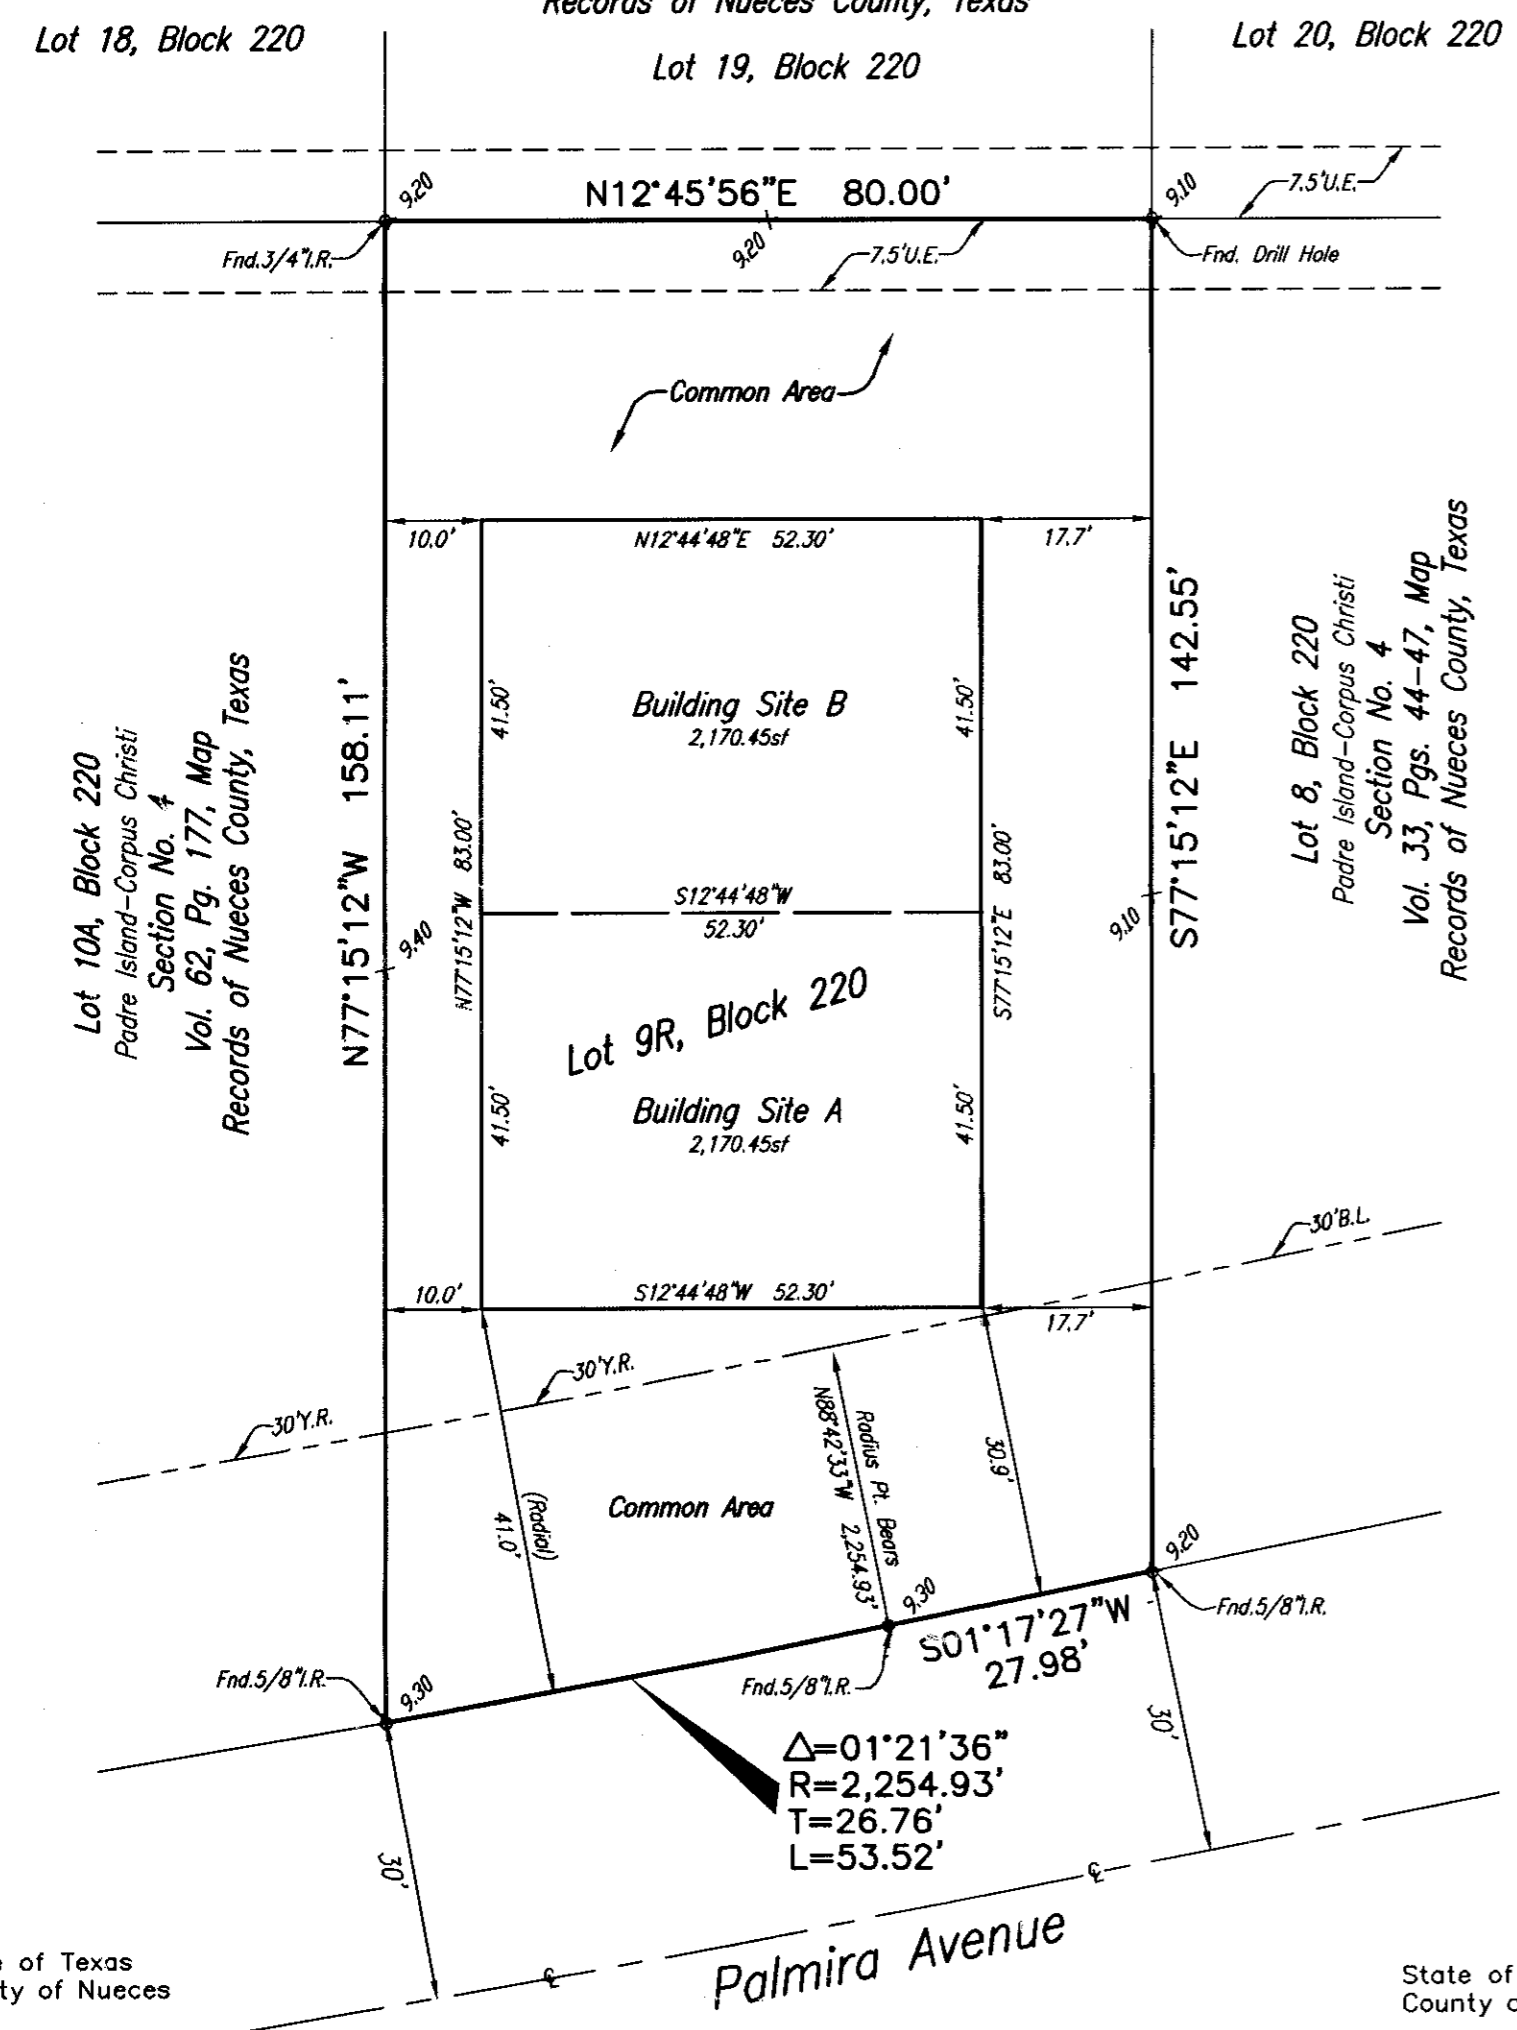 Records of Nueces County, Texas
Lot 18, Block 220
Lot 20, Block 220
Lot 19, Block 220
N12°45'56"E 80.00'
9.20
9.10
7.5'U.E.
Fnd.3/4"I.R.
9.20
7.5'U.E.
Fnd. Drill Hole
Common Area
10.0'
N12°44'48"E 52.30'
17.7'
Lot 10A, Block 220
Padre Island-Corpus Christi
Section No. 4
Vol. 62, Pg. 177, Map
Records of Nueces County, Texas
N77°15'12"W 158.11'
9.40
N77°15'12"W 83.00'
41.50'
Building Site B
2,170.45sf
41.50'
S12°44'48"W
52.30'
S77°15'12"E 83.00'
9.10
S77°15'12"E 142.55'
Lot 8, Block 220
Padre Island-Corpus Christi
Section No. 4
Vol. 33, Pgs. 44-47, Map
Records of Nueces County, Texas
Lot 9R, Block 220
41.50'
Building Site A
2,170.45sf
41.50'
30'B.L.
10.0'
S12°44'48"W 52.30'
17.7'
30'Y.R.
30'Y.R.
Radius Pt. Bears
N88°42'33"W 2,254.93'
30.9'
(Radial)
41.0'
Common Area
9.20
9.30
Fnd.5/8"I.R.
S01°17'27"W
27.98'
Fnd.5/8"I.R.
9.30
Fnd.5/8"I.R.
Δ=01°21'36"
R=2,254.93'
T=26.76'
L=53.52'
30'
30'
Palmira Avenue
e of Texas
ty of Nueces
State of
County o